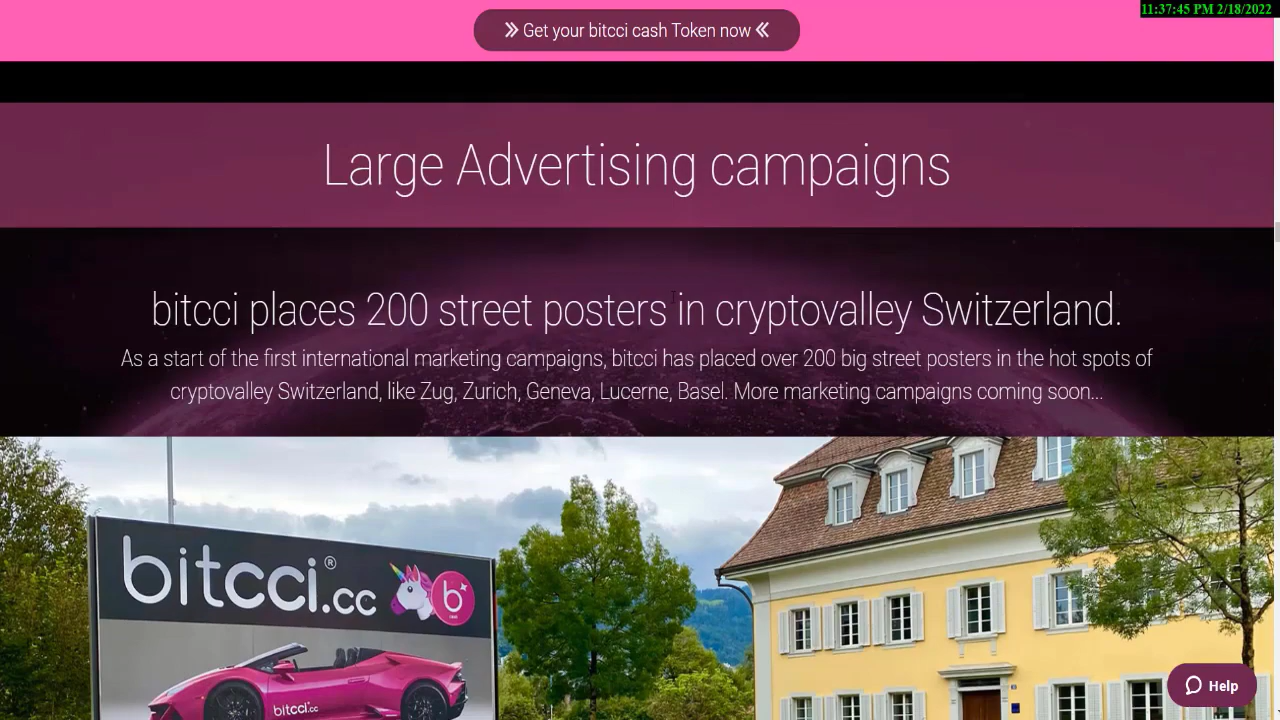 11:37:45 PM 2/18/2022
Get your bitcci cash Token now
Large Advertising campaigns
bitcci places 200 street posters in cryptovalley Switzerland.
As a start of the first international marketing campaigns, bitcci has placed over 200 big street posters in the hot spots of
cryptovalley Switzerland, like Zug, Zurich, Geneva, Lucerne, Basel. More marketing campaigns coming soon...
bitcci®.cc
b
bitcci.cc
Help